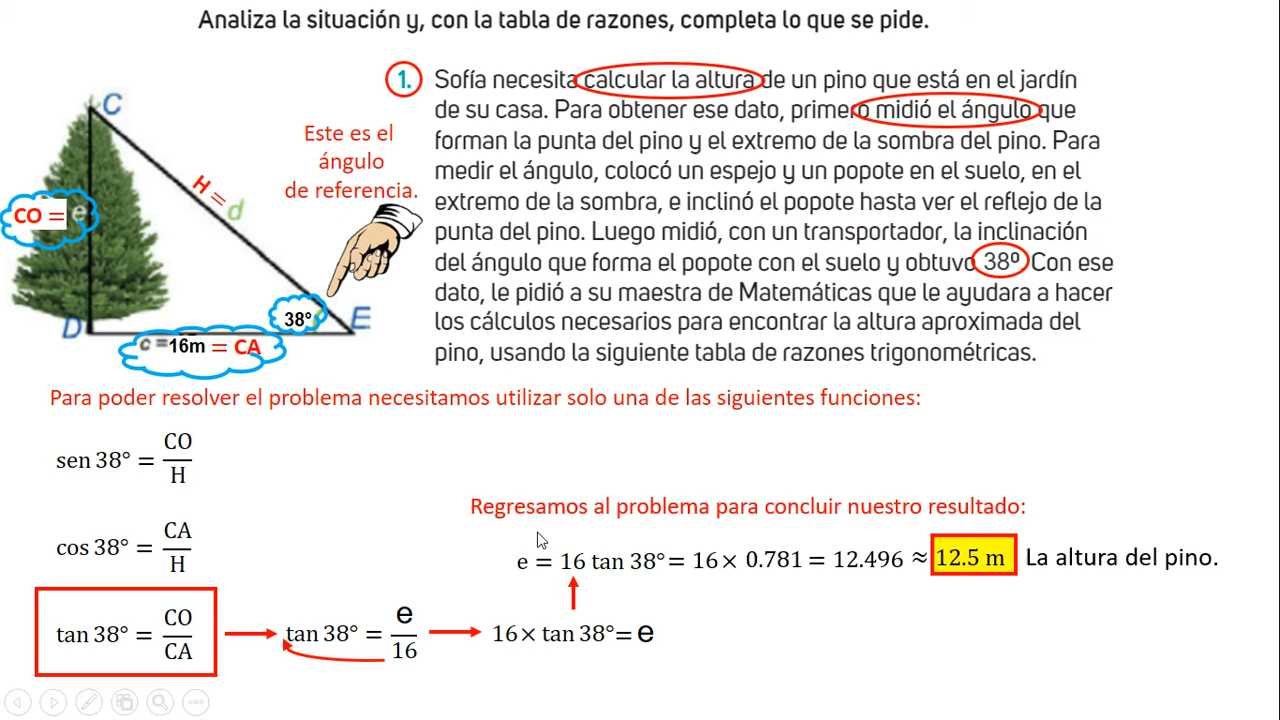 Analiza la situación y, con la tabla de razones, completa lo que se pide.
1. Sofía necesita calcular la altura de un pino que está en el jardín
de su casa. Para obtener ese dato, primero midió el ángulo que
forman la punta del pino y el extremo de la sombra del pino. Para
medir el ángulo, colocó un espejo y un popote en el suelo, en el
extremo de la sombra, e inclinó el popote hasta ver el reflejo de la
punta del pino. Luego midió, con un transportador, la inclinación
del ángulo que forma el popote con el suelo y obtuvo 38º Con ese
dato, le pidió a su maestra de Matemáticas que le ayudara a hacer
los cálculos necesarios para encontrar la altura aproximada del
pino, usando la siguiente tabla de razones trigonométricas.
C
Este es el
ángulo
de referencia.
H = d
CO = e
38°
D
E
c = 16m = CA
Para poder resolver el problema necesitamos utilizar solo una de las siguientes funciones:
sen 38° = CO/H
cos 38° = CA/H
tan 38° = CO/CA
tan 38° = e/16
16 × tan 38° = e
Regresamos al problema para concluir nuestro resultado:
e = 16 tan 38° = 16 × 0.781 = 12.496 ≈ 12.5 m La altura del pino.